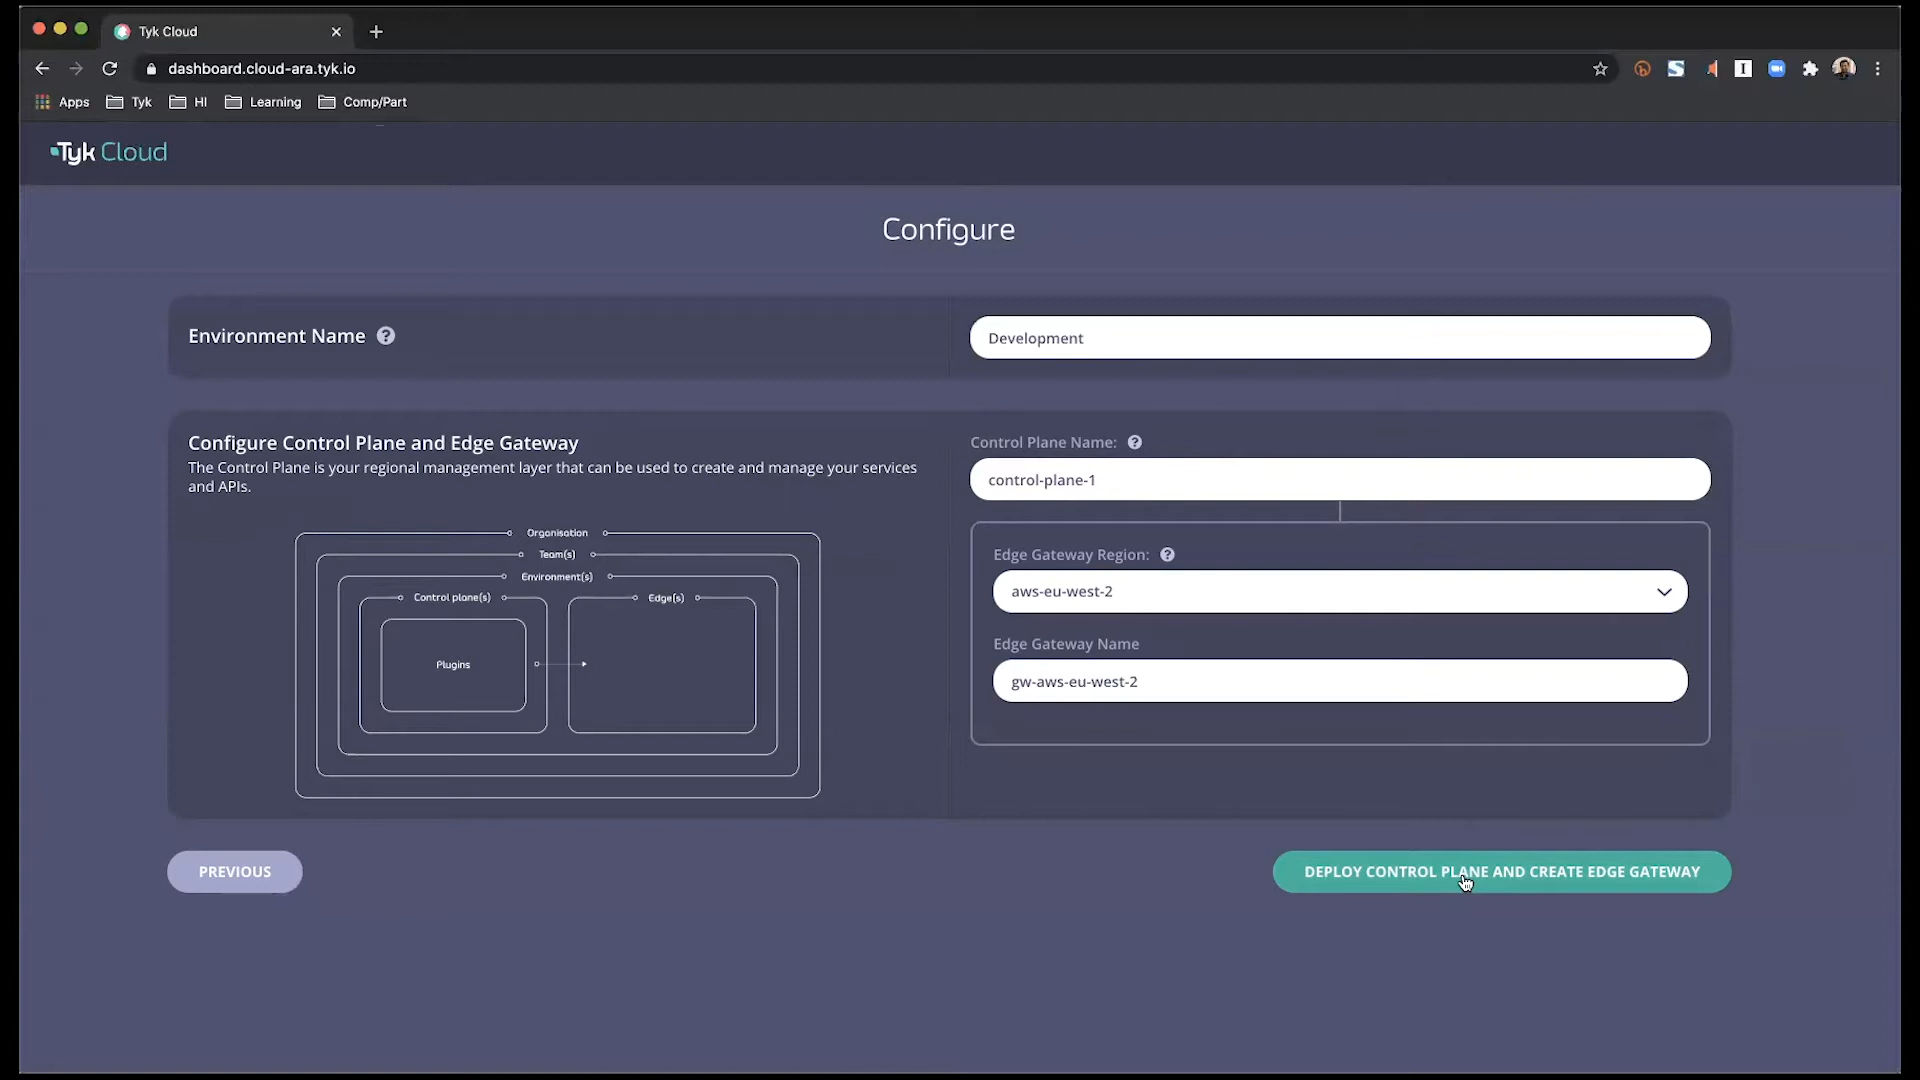 Tyk Cloud
dashboard.cloud-ara.tyk.io
Apps Tyk HI Learning Comp/Part
Tyk Cloud
Configure
Environment Name ?
Development
Configure Control Plane and Edge Gateway
The Control Plane is your regional management layer that can be used to create and manage your services
and APIs.
Organisation
Team(s)
Environment(s)
Control plane(s) Edge(s)
Plugins
Control Plane Name: ?
control-plane-1
Edge Gateway Region: ?
aws-eu-west-2
Edge Gateway Name
gw-aws-eu-west-2
PREVIOUS
DEPLOY CONTROL PLANE AND CREATE EDGE GATEWAY